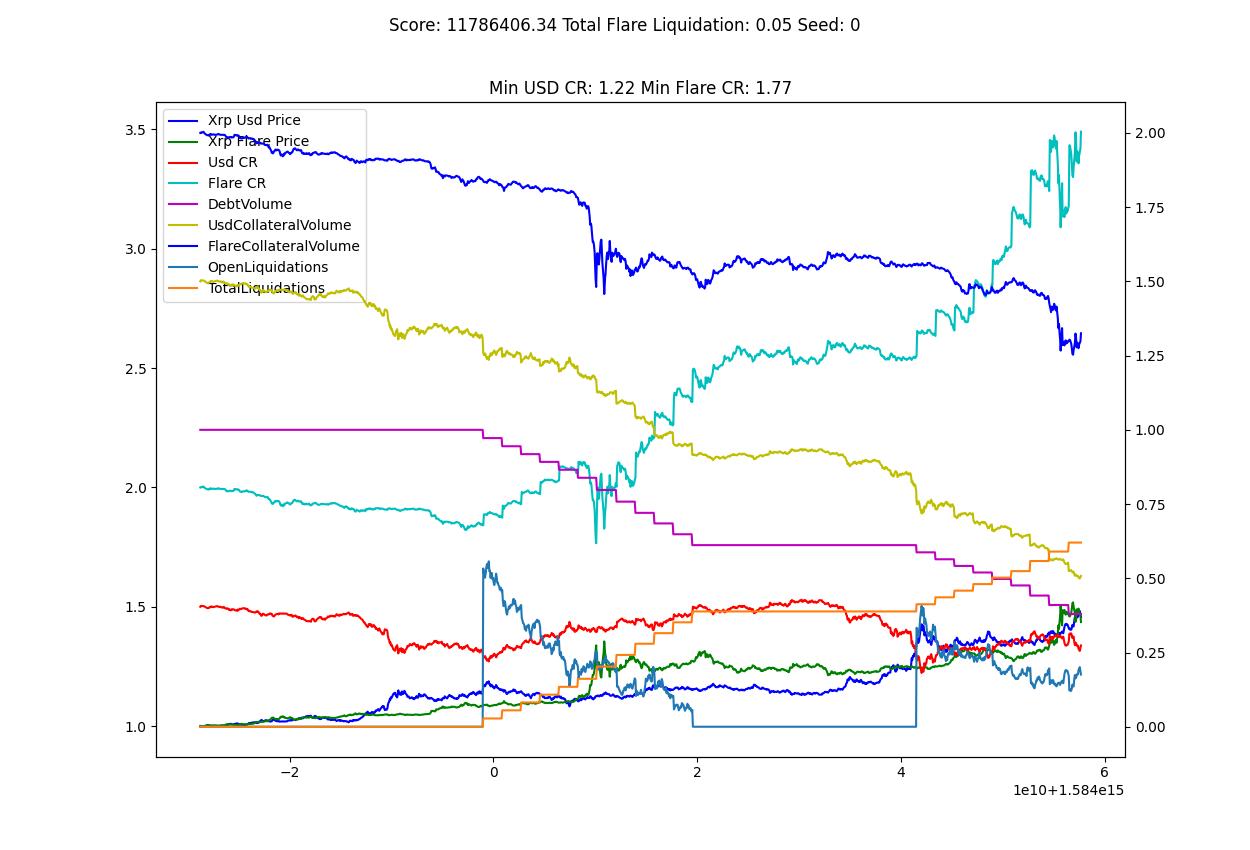 Score: 11786406.34 Total Flare Liquidation: 0.05 Seed: 0
Min USD CR: 1.22 Min Flare CR: 1.77
Xrp Usd Price
Xrp Flare Price
Usd CR
Flare CR
DebtVolume
UsdCollateralVolume
FlareCollateralVolume
OpenLiquidations
TotalLiquidations
3.5
3.0
2.5
2.0
1.5
1.0
2.00
1.75
1.50
1.25
1.00
0.75
0.50
0.25
0.00
−2
0
2
4
6
1e10+1.584e15